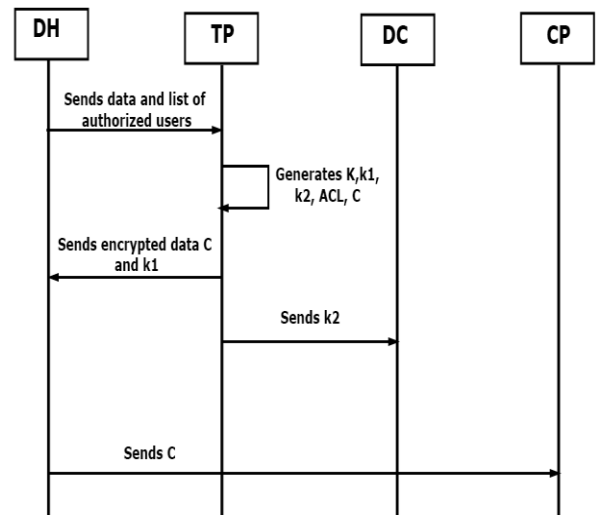 DH
TP
DC
CP
Sends data and list of
authorized users
Generates K,k1,
k2, ACL, C
Sends encrypted data C
and k1
Sends k2
Sends C